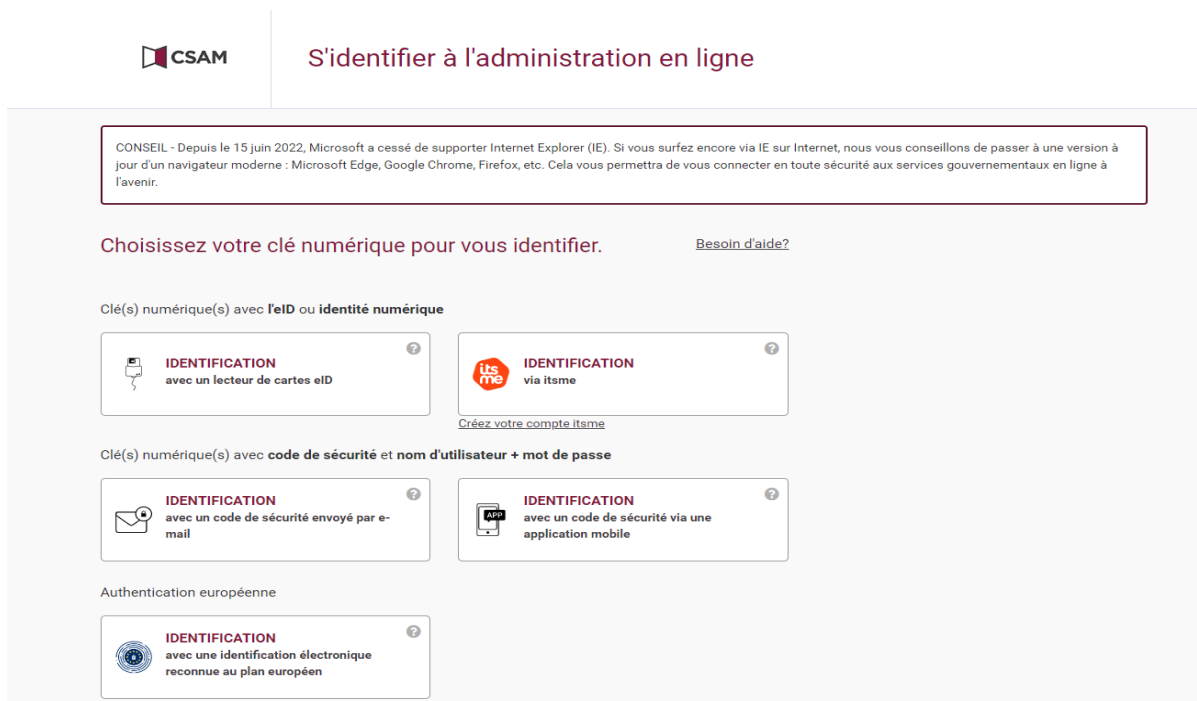 CSAM
S'identifier à l'administration en ligne
CONSEIL - Depuis le 15 juin 2022, Microsoft a cessé de supporter Internet Explorer (IE). Si vous surfez encore via IE sur Internet, nous vous conseillons de passer à une version à
jour d'un navigateur moderne : Microsoft Edge, Google Chrome, Firefox, etc. Cela vous permettra de vous connecter en toute sécurité aux services gouvernementaux en ligne à
l'avenir.
Choisissez votre clé numérique pour vous identifier.
Besoin d'aide?
Clé(s) numérique(s) avec l'eID ou identité numérique
?
IDENTIFICATION
avec un lecteur de cartes eID
?
its
me
IDENTIFICATION
via itsme
Créez votre compte itsme
Clé(s) numérique(s) avec code de sécurité et nom d'utilisateur + mot de passe
?
IDENTIFICATION
avec un code de sécurité envoyé par e-
mail
?
APP
IDENTIFICATION
avec un code de sécurité via une
application mobile
Authentication européenne
?
IDENTIFICATION
avec une identification électronique
reconnue au plan européen